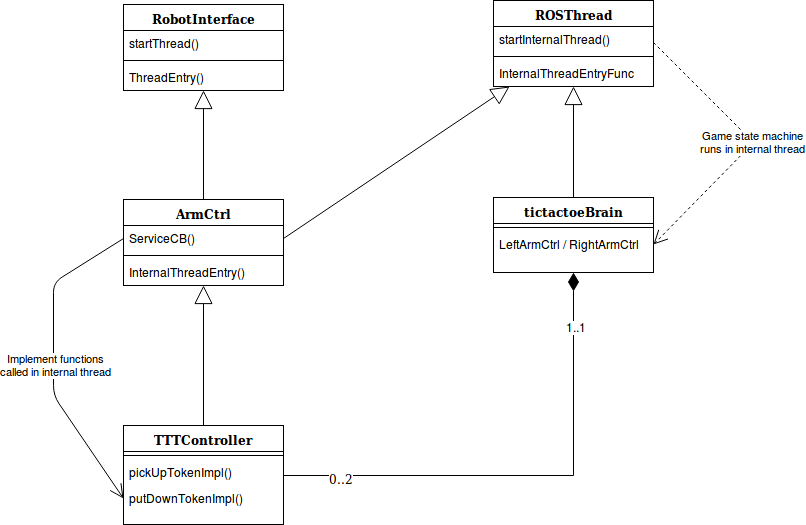 RobotInterface
startThread()
ThreadEntry()
ROSThread
startInternalThread()
InternalThreadEntryFunc
Game state machine
runs in internal thread
ArmCtrl
ServiceCB()
InternalThreadEntry()
tictactoeBrain
LeftArmCtrl / RightArmCtrl
1..1
Implement functions
called in internal thread
TTTController
pickUpTokenImpl()
putDownTokenImpl()
0..2